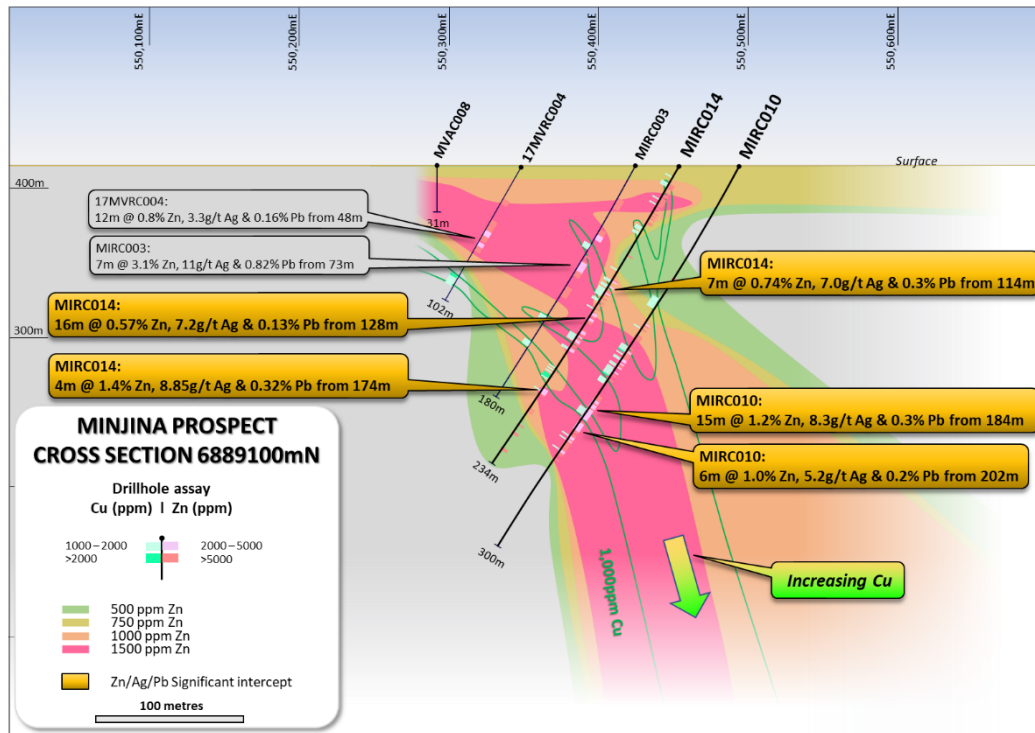 550,100mE
550,200mE
550,300mE
550,400mE
550,500mE
550,600mE
MVAC008
17MVRC004
MIRC003
MIRC014
MIRC010
Surface
400m
300m
31m
102m
180m
234m
300m
17MVRC004:
12m @ 0.8% Zn, 3.3g/t Ag & 0.16% Pb from 48m
MIRC003:
7m @ 3.1% Zn, 11g/t Ag & 0.82% Pb from 73m
MIRC014:
7m @ 0.74% Zn, 7.0g/t Ag & 0.3% Pb from 114m
MIRC014:
16m @ 0.57% Zn, 7.2g/t Ag & 0.13% Pb from 128m
MIRC014:
4m @ 1.4% Zn, 8.85g/t Ag & 0.32% Pb from 174m
MIRC010:
15m @ 1.2% Zn, 8.3g/t Ag & 0.3% Pb from 184m
MIRC010:
6m @ 1.0% Zn, 5.2g/t Ag & 0.2% Pb from 202m
1,000ppm Cu
Increasing Cu
MINJINA PROSPECT
CROSS SECTION 6889100mN
Drillhole assay
Cu (ppm) I Zn (ppm)
1000–2000 2000-5000
>2000 >5000
500 ppm Zn
750 ppm Zn
1000 ppm Zn
1500 ppm Zn
Zn/Ag/Pb Significant intercept
100 metres